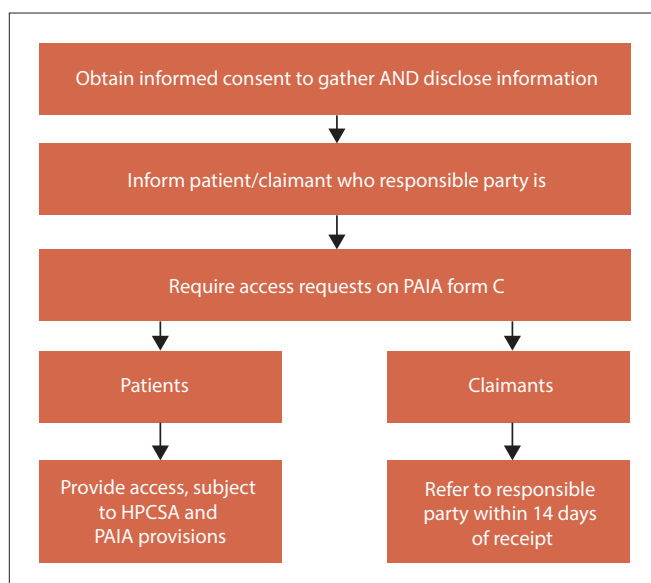 Obtain informed consent to gather AND disclose information
Inform patient/claimant who responsible party is
Require access requests on PAIA form C
Patients
Claimants
Provide access, subject
to HPCSA and
PAIA provisions
Refer to responsible
party within 14 days
of receipt